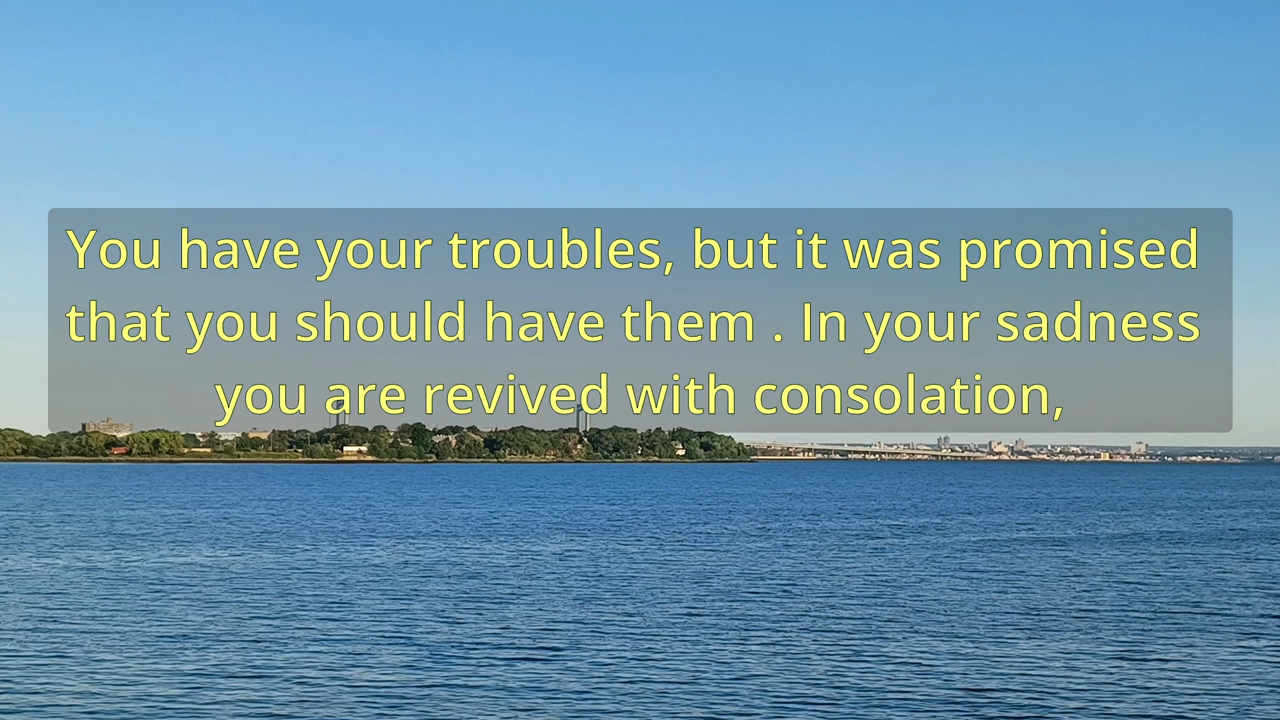 You have your troubles, but it was promised
that you should have them . In your sadness
you are revived with consolation,